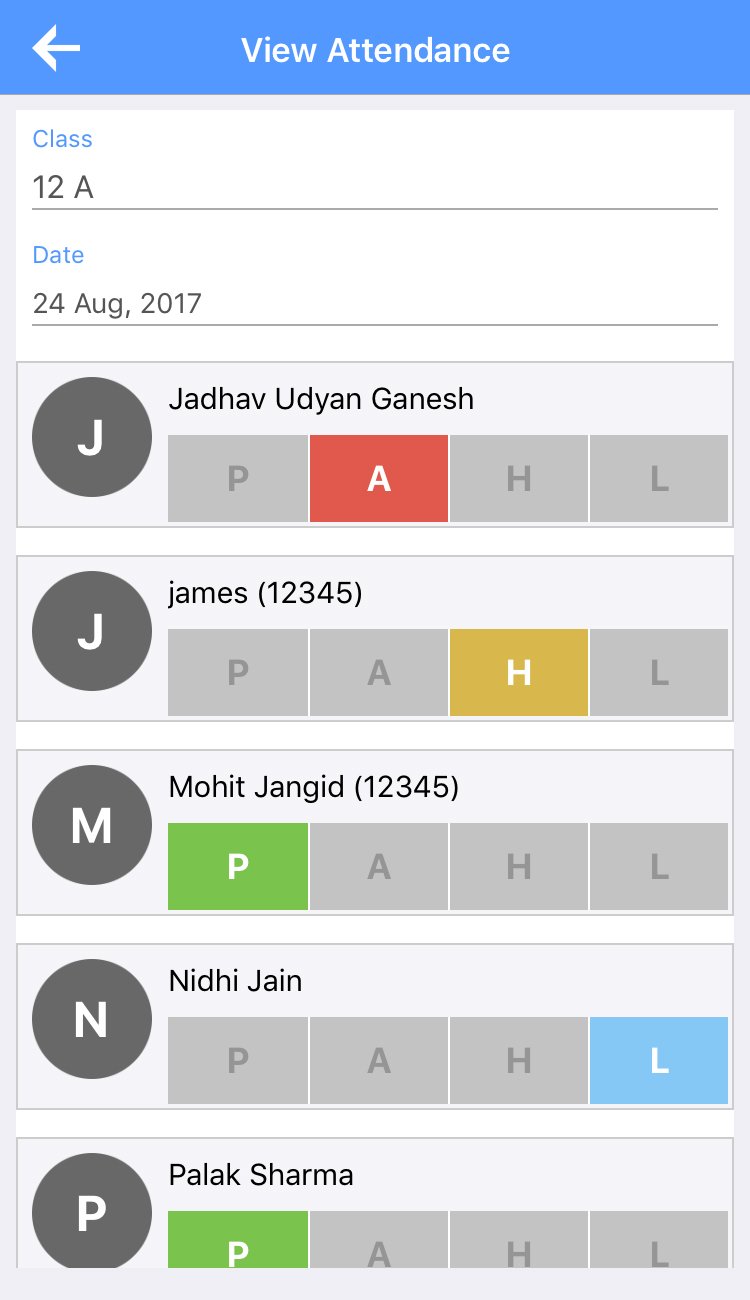 View Attendance
Class
12 A
Date
24 Aug, 2017
Jadhav Udyan Ganesh
J
P A H L
james (12345)
J
P A H L
Mohit Jangid (12345)
M
P A H L
Nidhi Jain
N
P A H L
Palak Sharma
P
P A H L